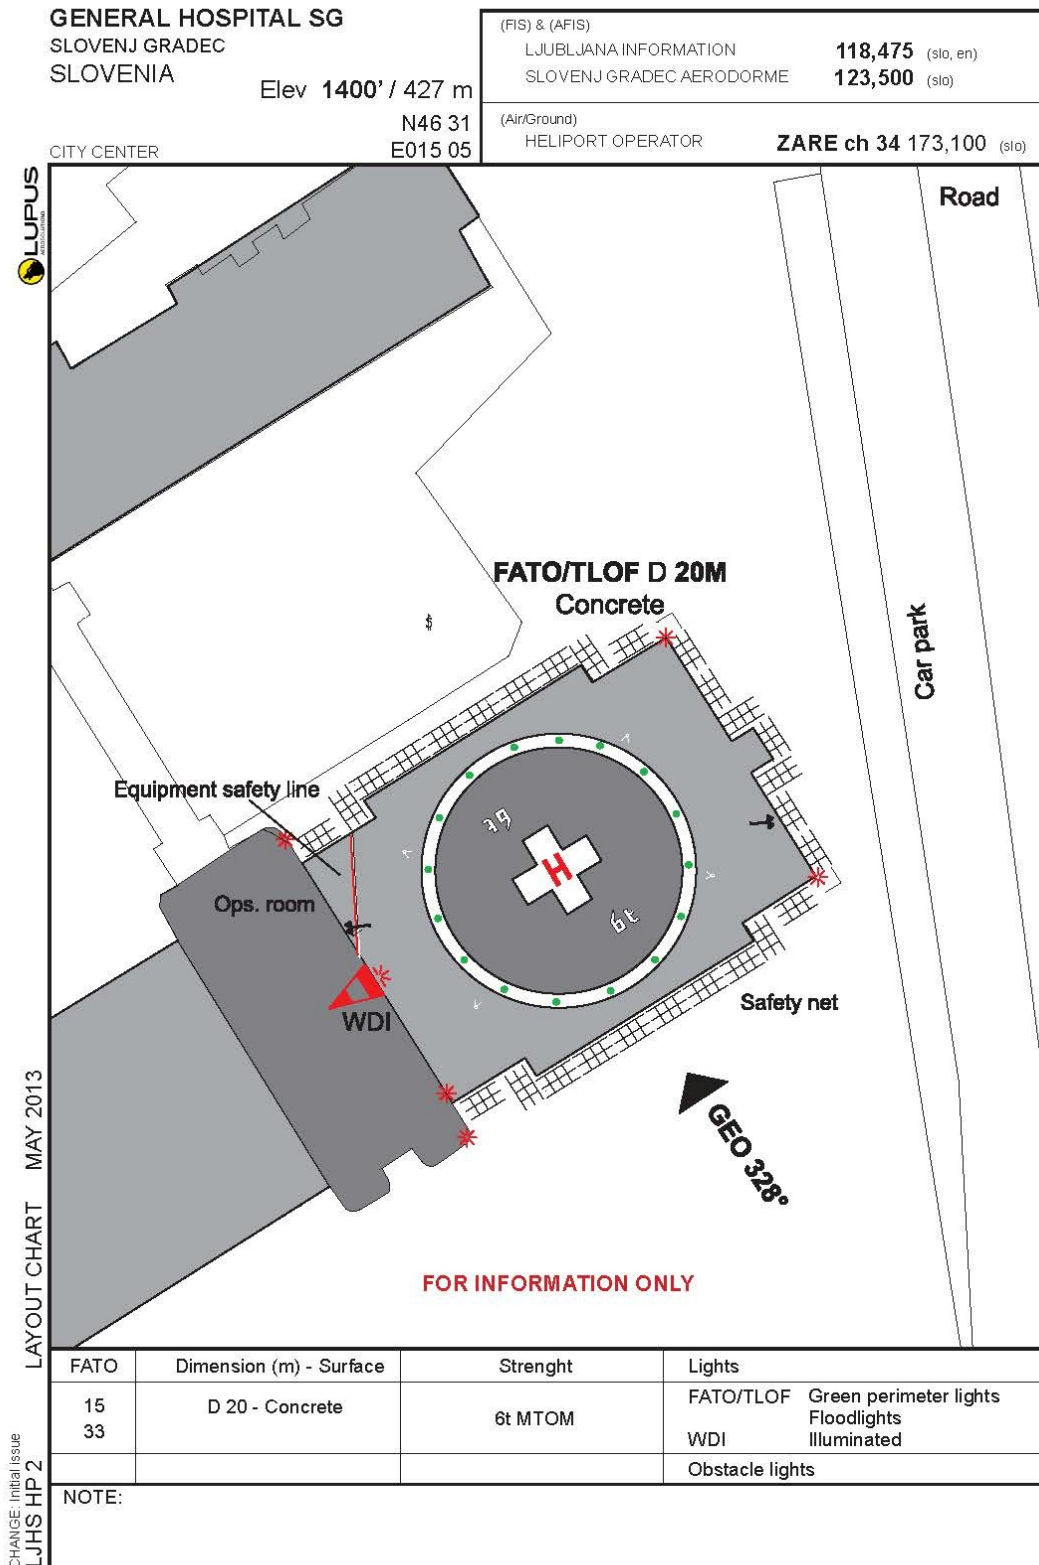 GENERAL HOSPITAL SG
SLOVENJ GRADEC
SLOVENIA
Elev 1400' / 427 m
N46 31
E015 05
CITY CENTER
(FIS) & (AFIS)
LJUBLJANA INFORMATION 118,475 (slo, en)
SLOVENJ GRADEC AERODORME 123,500 (slo)
(Air/Ground)
HELIPORT OPERATOR ZARE ch 34 173,100 (slo)
LUPUS
Road
FATO/TLOF D 20M
Concrete
$
Car park
Equipment safety line
H
6t
Ops. room
WDI
Safety net
GEO 328°
FOR INFORMATION ONLY
FATO Dimension (m) - Surface Strenght Lights
15
33
D 20 - Concrete
6t MTOM
FATO/TLOF Green perimeter lights
Floodlights
WDI Illuminated
Obstacle lights
NOTE:
LAYOUT CHART MAY 2013
CHANGE: Initial issue
LJHS HP 2